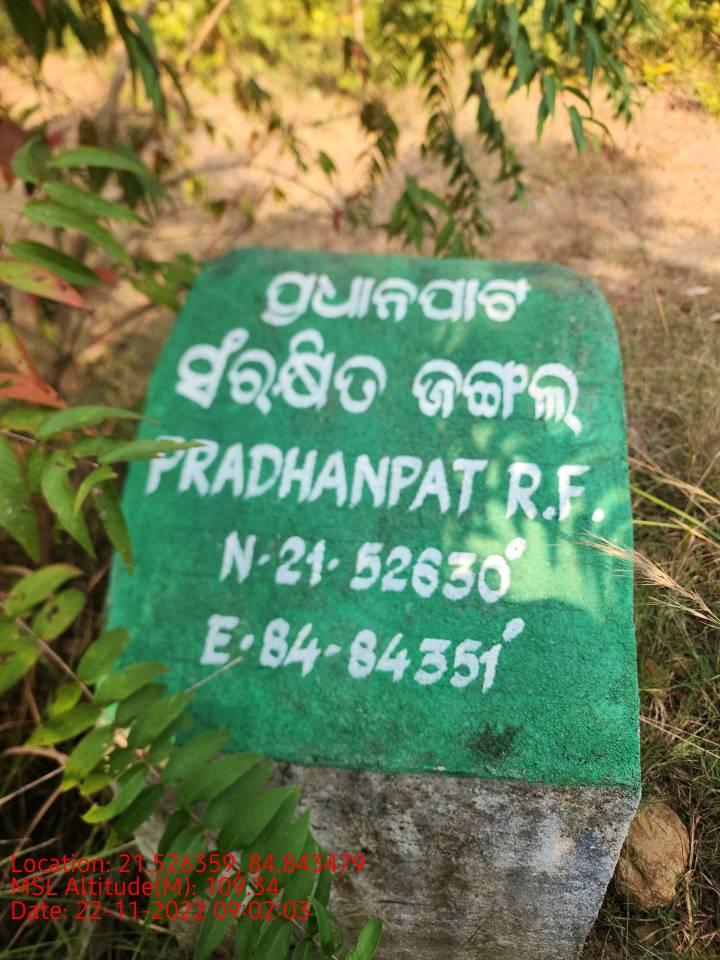 ପ୍ରଧାନପାଟ
ସଂରକ୍ଷିତ ଜଙ୍ଗଲ
PRADHANPAT R.F.
N·21·52630°
E·84·84351°
Location: 21.526359, 84.843479
MSL Altitude(M): 109.34
Date: 22-11-2022 09:02:03